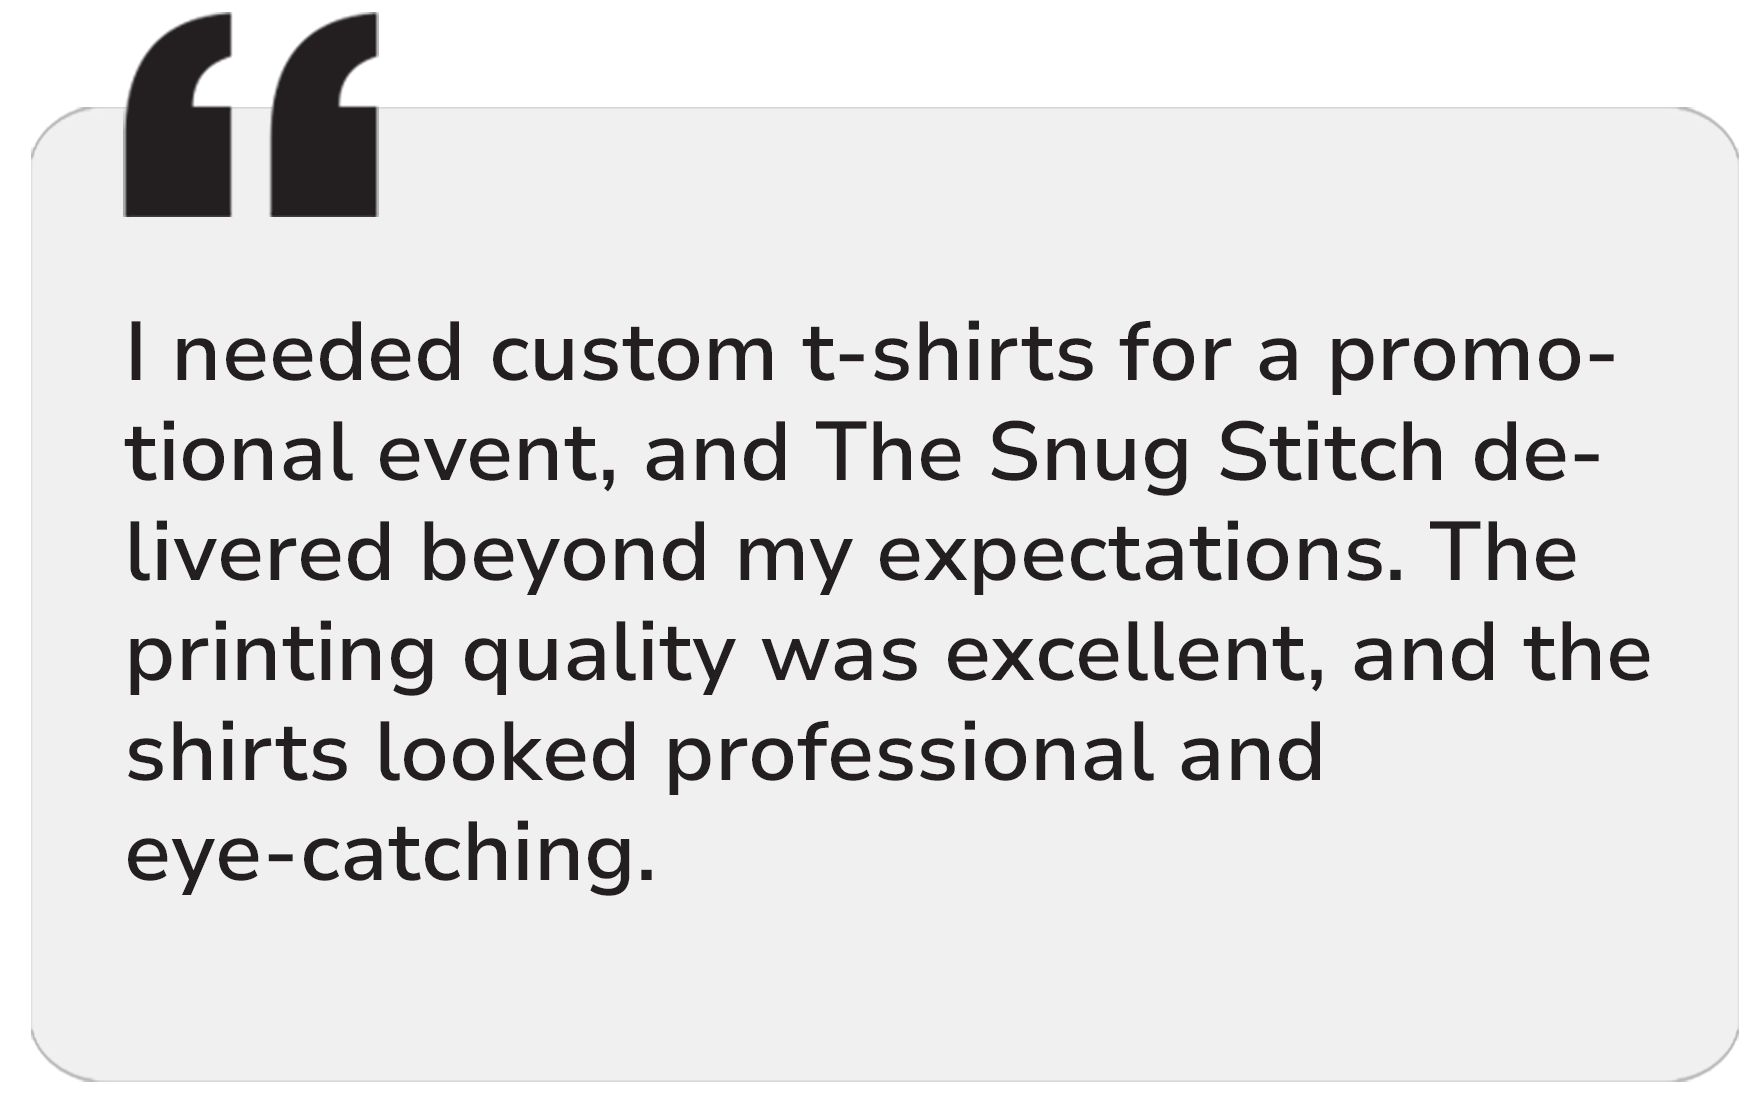 “
I needed custom t-shirts for a promo-
tional event, and The Snug Stitch de-
livered beyond my expectations. The
printing quality was excellent, and the
shirts looked professional and
eye-catching.